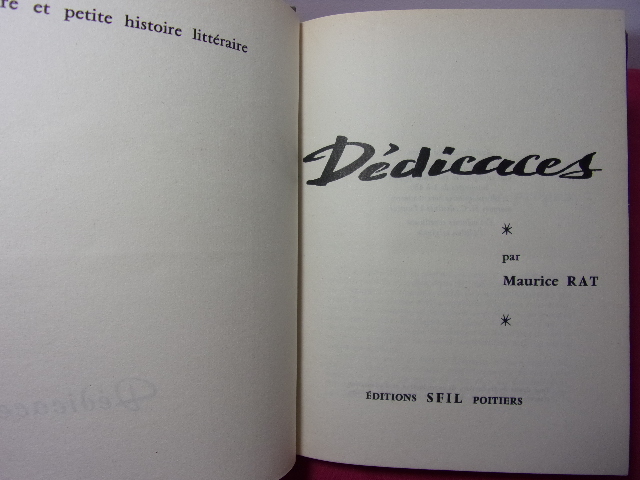 re et petite histoire littéraire
Dédicaces
par
Maurice RAT
ÉDITIONS SFIL POITIERS